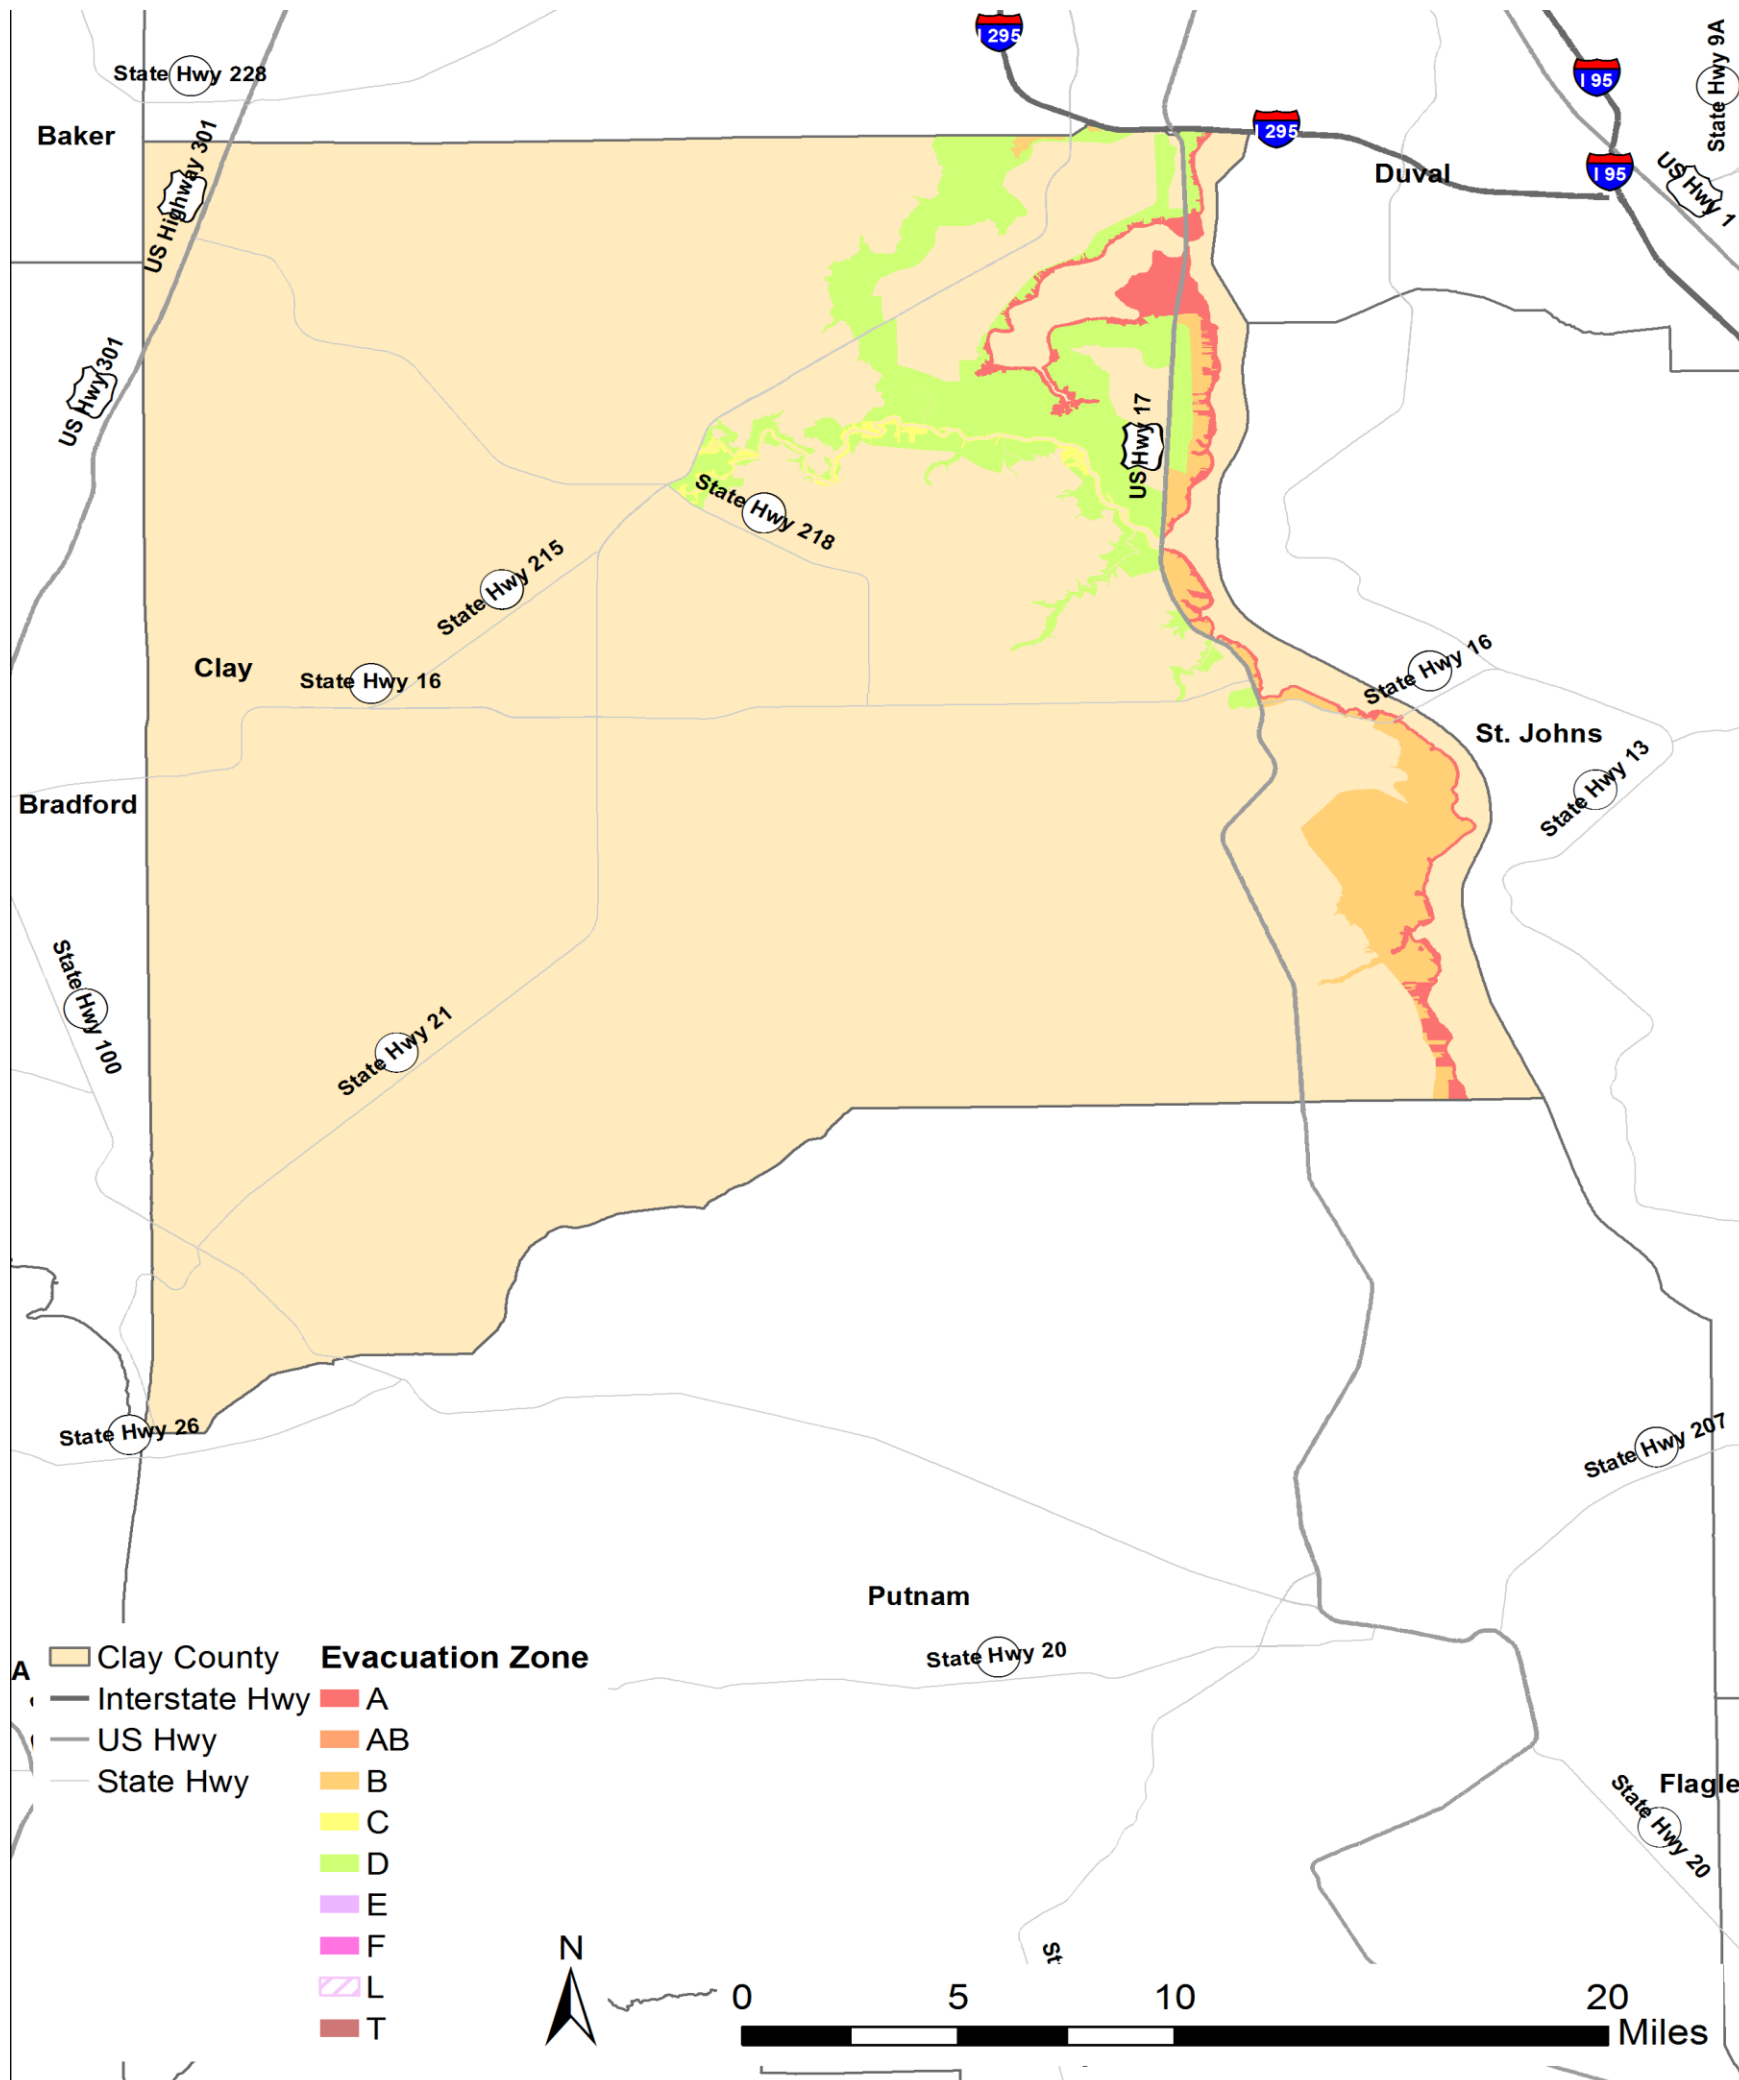 I 295
State Hwy 228
I 95
State Hwy 9A
Baker
I 295
US Highway 301
Duval
I 95
US Hwy 1
US Hwy 301
US Hwy 17
State Hwy 218
State Hwy 215
Clay
State Hwy 16
State Hwy 16
St. Johns
State Hwy 13
Bradford
State Hwy 100
State Hwy 21
State Hwy 26
State Hwy 207
Putnam
State Hwy 20
A
Clay County
Interstate Hwy
US Hwy
State Hwy
Evacuation Zone
A
AB
B
C
D
E
F
L
T
Flagle
State Hwy 20
St
N
0 5 10 20
Miles